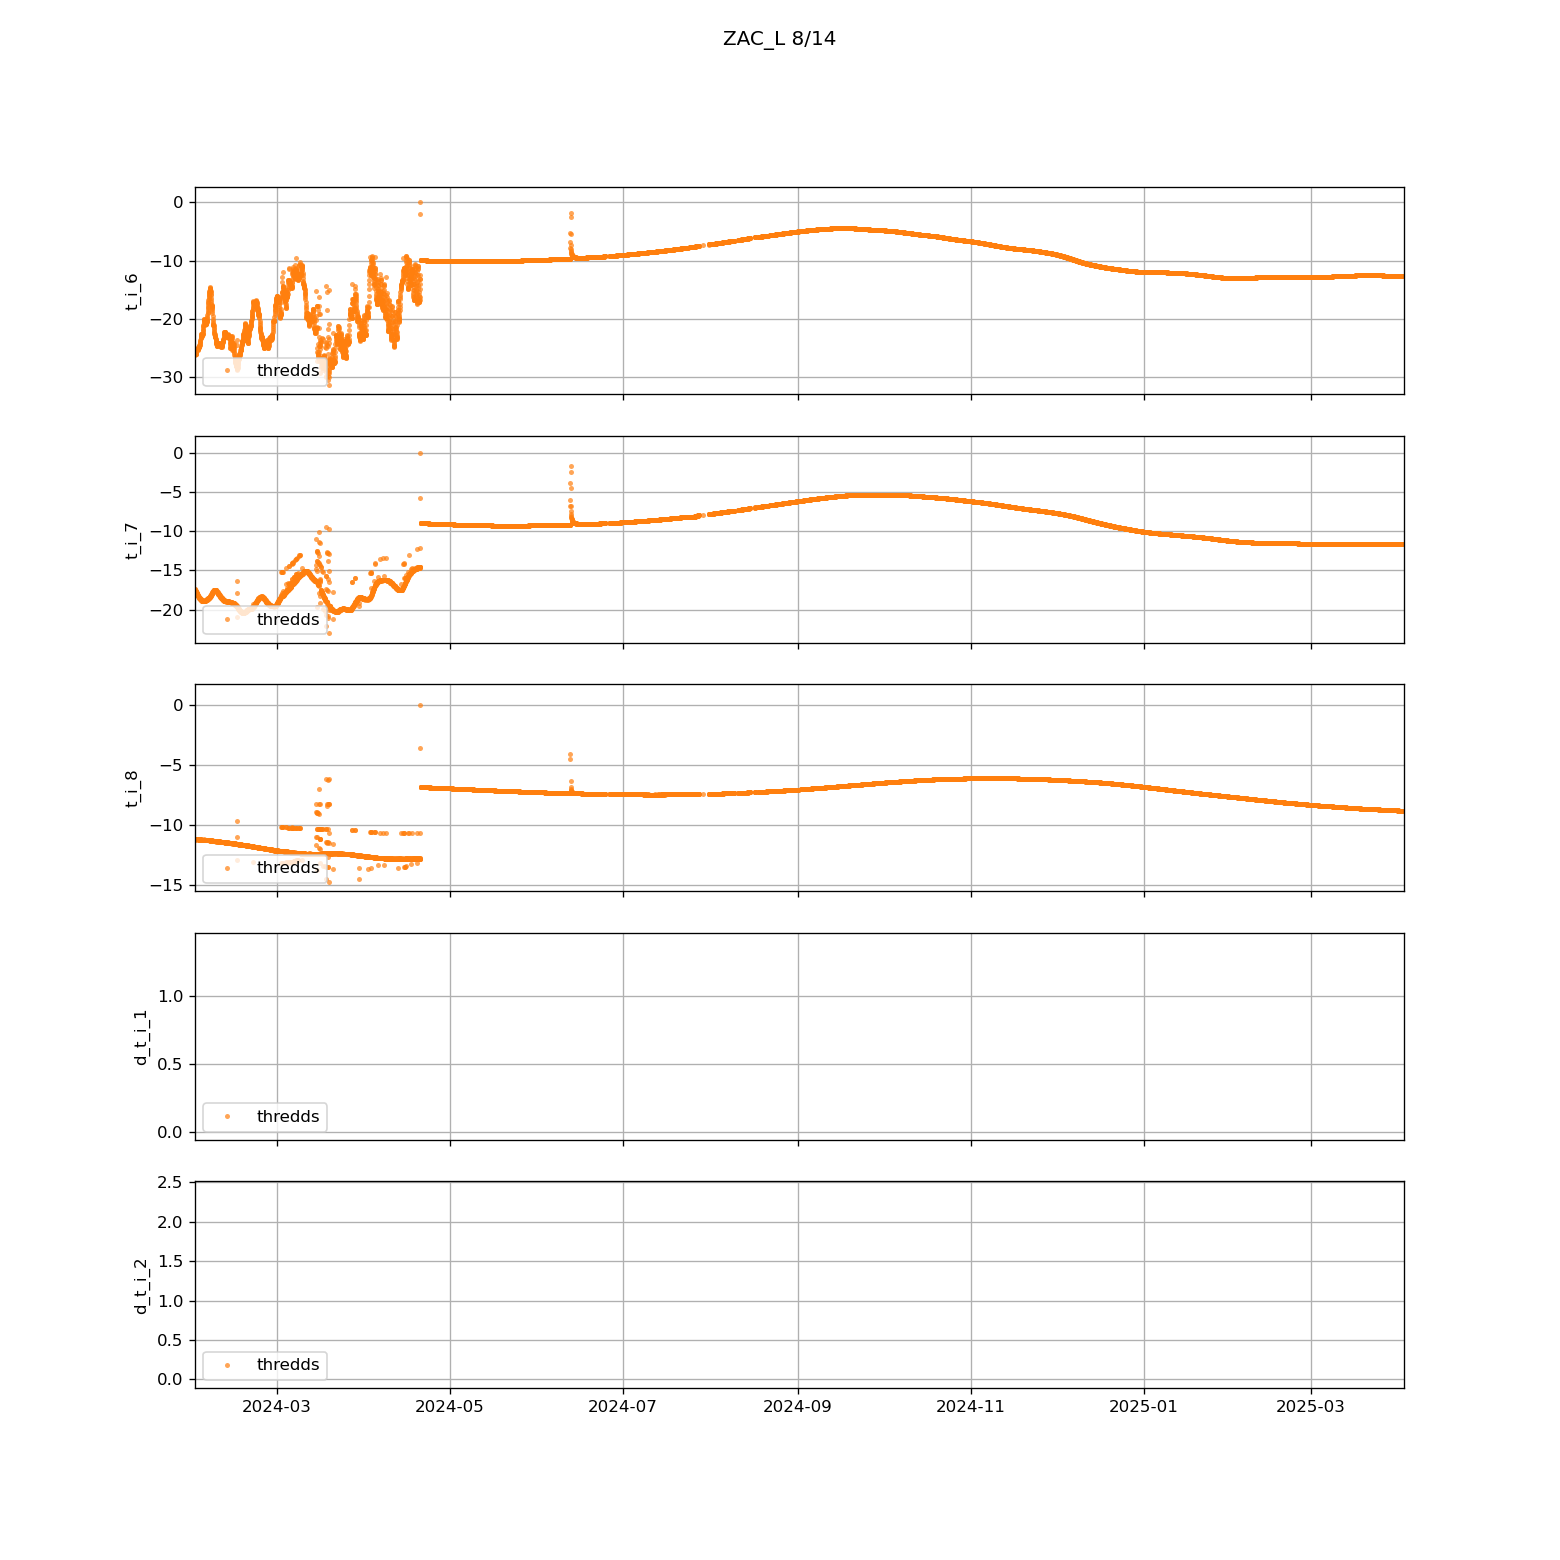 ZAC_L 8/14
0
−10
−20
−30
t_i_6
thredds
0
−5
−10
−15
−20
t_i_7
thredds
0
−5
−10
−15
t_i_8
thredds
1.0
0.5
0.0
d_t_i_1
thredds
2.5
2.0
1.5
1.0
0.5
0.0
d_t_i_2
thredds
2024-03 2024-05 2024-07 2024-09 2024-11 2025-01 2025-03